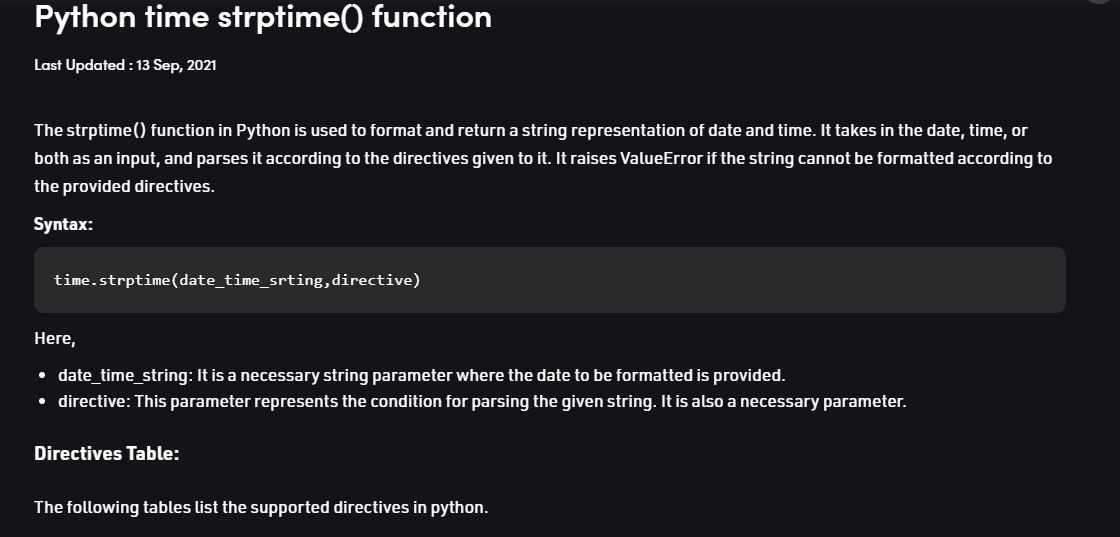 Python time strptime() function
Last Updated : 13 Sep, 2021
The strptime() function in Python is used to format and return a string representation of date and time. It takes in the date, time, or
both as an input, and parses it according to the directives given to it. It raises ValueError if the string cannot be formatted according to
the provided directives.
Syntax:
time.strptime(date_time_srting,directive)
Here,
• date_time_string: It is a necessary string parameter where the date to be formatted is provided.
• directive: This parameter represents the condition for parsing the given string. It is also a necessary parameter.
Directives Table:
The following tables list the supported directives in python.